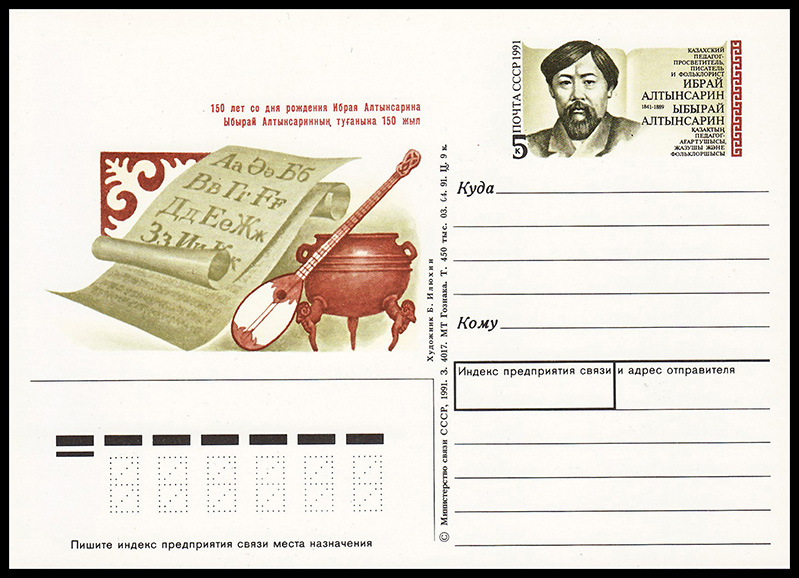 150 лет со дня рождения Ибрая Алтынсарина
Ыбырай Алтынсариннның туғанына 150 жыл
Аа Әә Бб
Вв Гг Ғғ
Дд Ее Жж
Зз Ии Кк
ПОЧТА СССР 1991
5 к
КАЗАХСКИЙ
ПЕДАГОГ-
ПРОСВЕТИТЕЛЬ,
ПИСАТЕЛЬ
И ФОЛЬКЛОРИСТ
ИБРАЙ
АЛТЫНСАРИН
1841-1889
ЫБЫРАЙ
АЛТЫНСАРИН
ҚАЗАҚТЫҢ
ПЕДАГОГ-
АҒАРТУШЫСЫ,
ЖАЗУШЫ ЖӘНЕ
ФОЛЬКЛОРШЫСЫ
Куда
Кому
Индекс предприятия связи и адрес отправителя
Художник Б. Илюхин
© Министерство связи СССР, 1991. З. 4017. МТ Гознака. Т. 450 тыс. 03. 04. 91. Ц. 9 к.
Пишите индекс предприятия связи места назначения